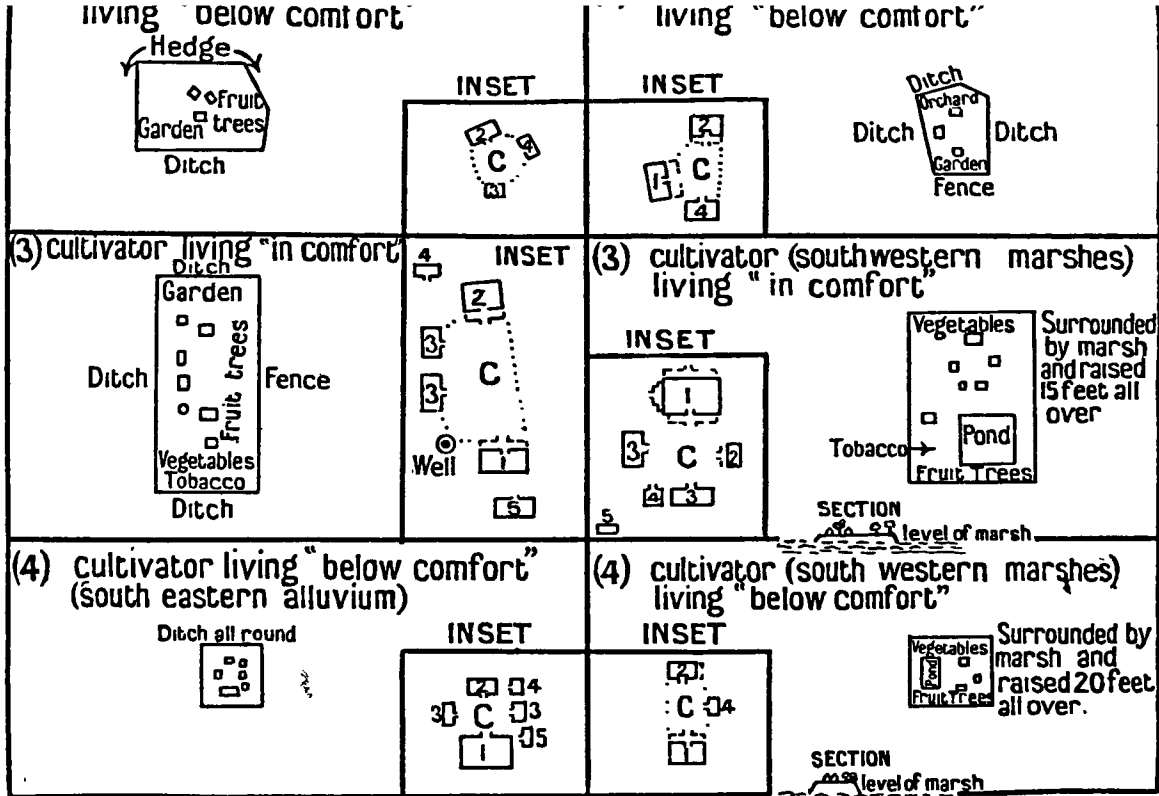 living "below comfort"
Hedge
Fruit
Garden trees
Ditch
INSET
2
C
3
living "below comfort"
INSET
2
C
1
4
Ditch
Orchard
Ditch
Ditch
Garden
Fence
(3) cultivator living "in comfort"
Ditch
Garden
Ditch
Fruit trees
Fence
Vegetables
Tobacco
Ditch
INSET
4
2
3
C
3
Well
1
5
(3) cultivator (southwestern marshes)
living "in comfort"
INSET
1
3
C
2
4
3
5
Vegetables
Pond
Tobacco
Fruit Trees
Surrounded
by marsh
and raised
15 feet all
over
SECTION
level of marsh
(4) cultivator living "below comfort"
(south eastern alluvium)
Ditch all round
INSET
2
4
3
C
3
5
1
(4) cultivator (south western marshes)
living "below comfort"
INSET
2
C
4
1
Vegetables
Pond
Fruit Trees
Surrounded by
marsh and
raised 20 feet
all over.
SECTION
level of marsh